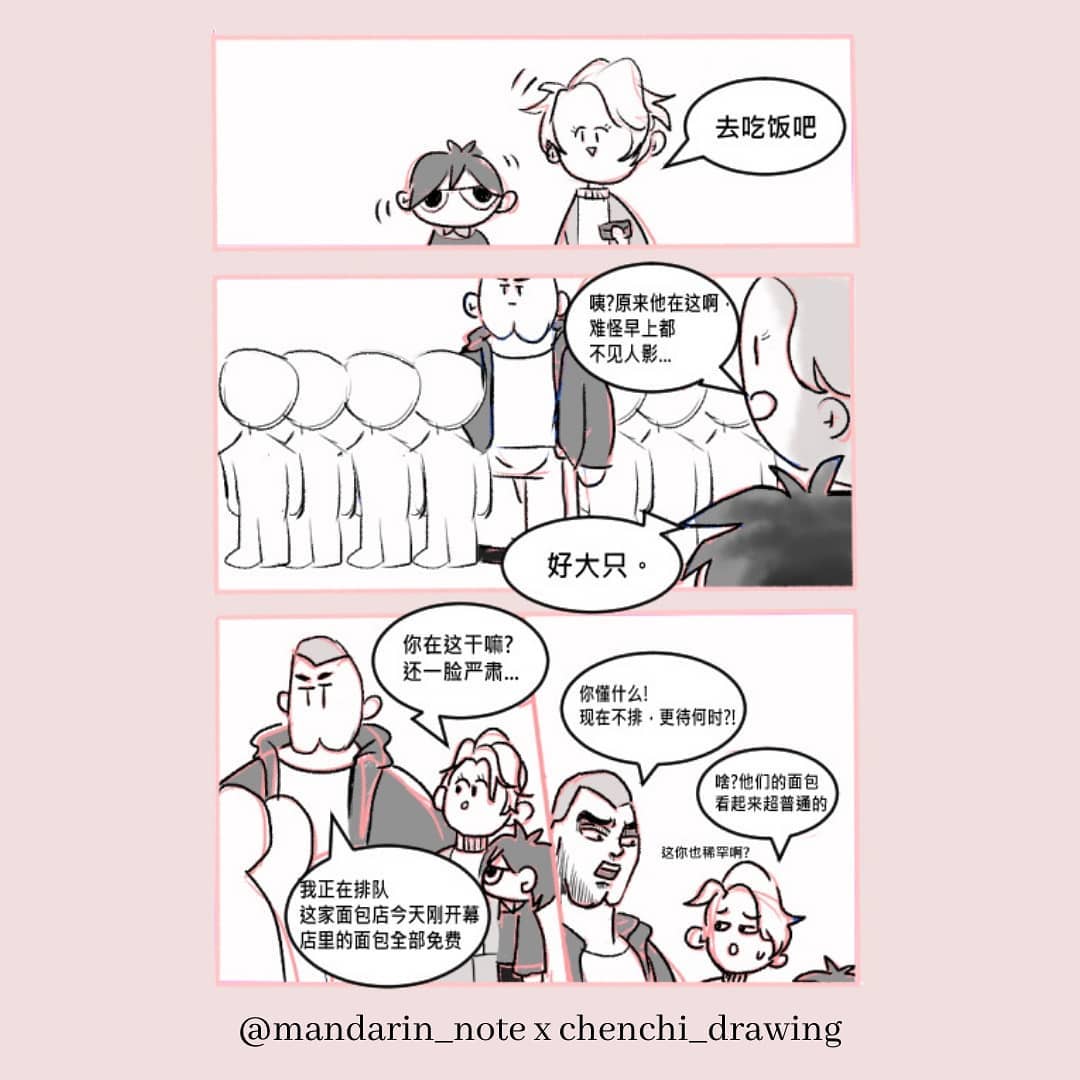 去吃饭吧
咦?原来他在这啊，
难怪早上都
不见人影...
好大只。
你在这干嘛?
还一脸严肃...
我正在排队
这家面包店今天刚开幕
店里的面包全部免费
你懂什么!
现在不排，更待何时?!
啥?他们的面包
看起来超普通的
这你也稀罕啊?
@mandarin_note x chenchi_drawing